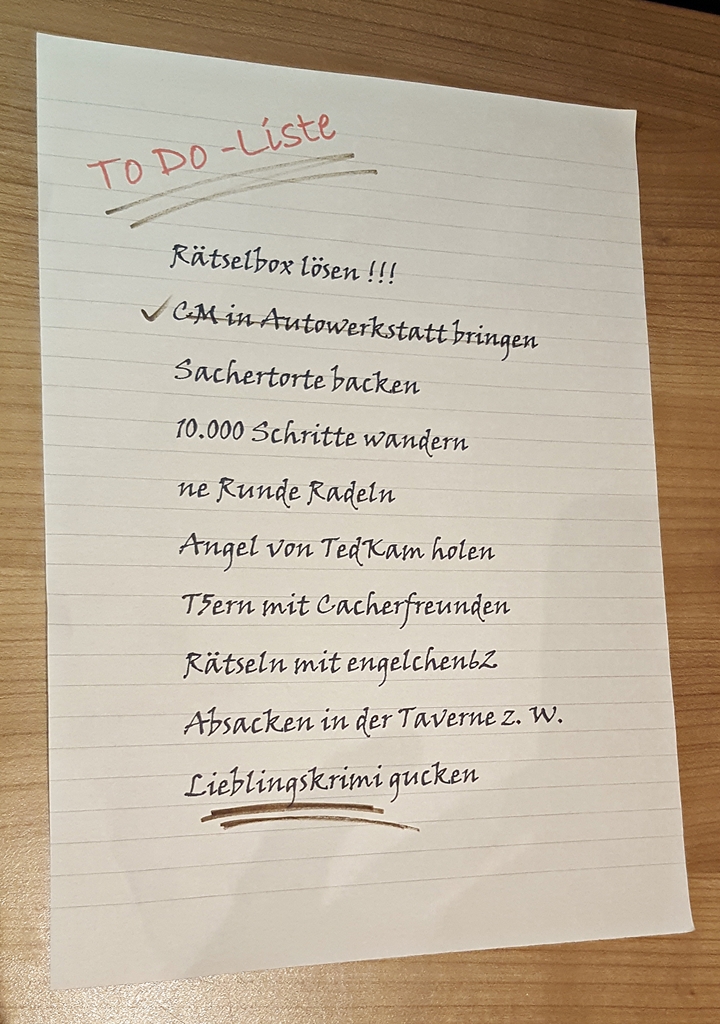 TO DO -Liste
Rätselbox lösen !!!
CM in Autowerkstatt bringen
Sachertorte backen
10.000 Schritte wandern
ne Runde Radeln
Angel von TedKam holen
T5ern mit Cacherfreunden
Rätseln mit engelchen62
Absacken in der Taverne z. W.
Lieblingskrimi gucken